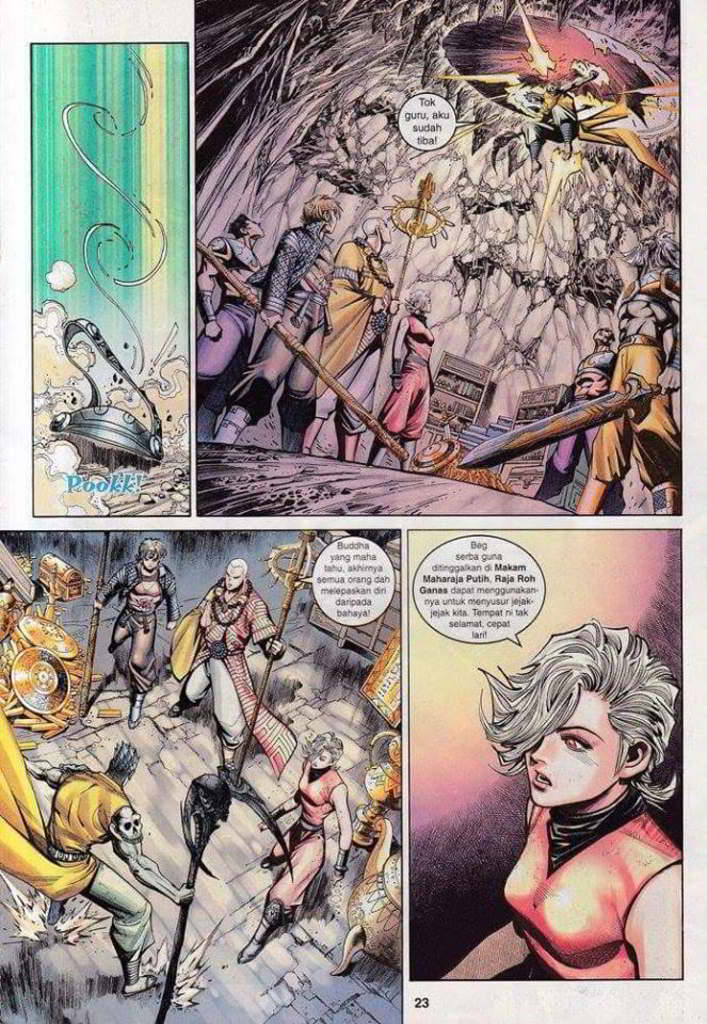 Tok
guru, aku
sudah
tiba!
Pookk!
Buddha
yang maha
tahu, akhirnya
semua orang dah
melepaskan diri
daripada
bahaya!
Beg
serba guna
ditinggalkan di Makam
Maharaja Putih, Raja Roh
Ganas dapat menggunakan-
nya untuk menyusur jejak-
jejak kita. Tempat ni tak
selamat, cepat
lari!
23